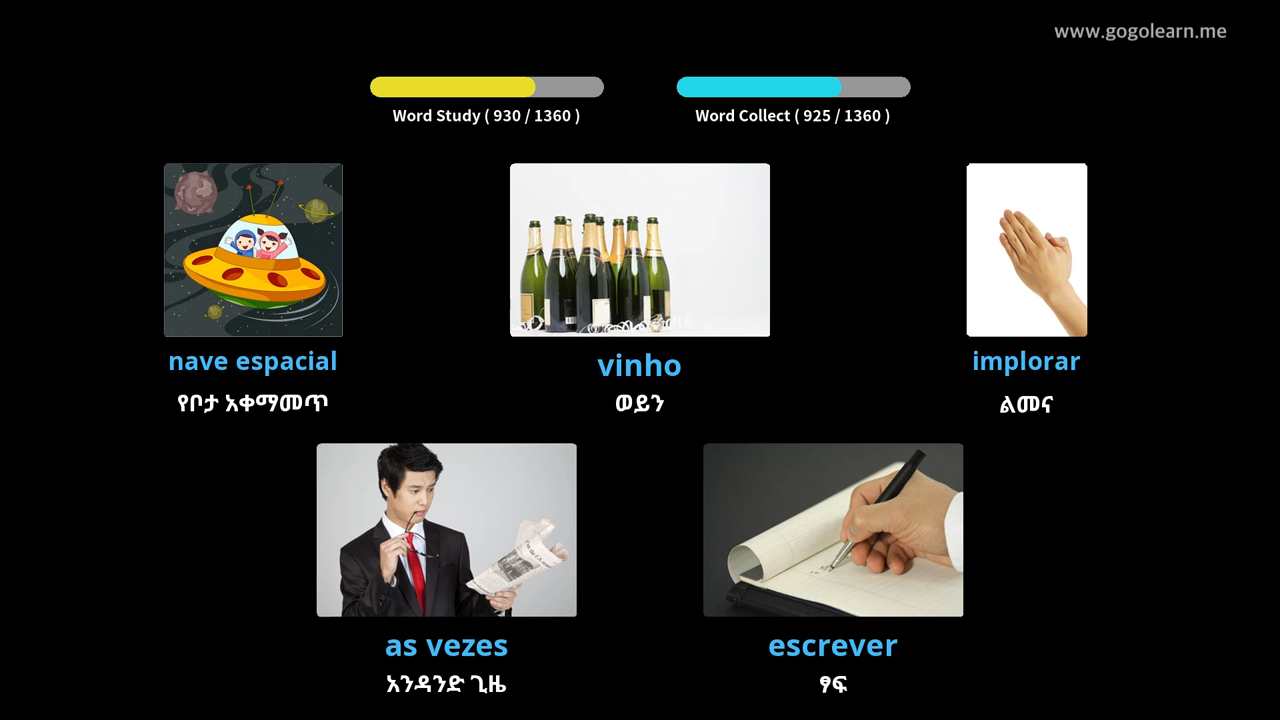 www.gogolearn.me
Word Study ( 930 / 1360 )
Word Collect ( 925 / 1360 )
nave espacial
vinho
implorar
የቦታ አቀማመጥ
ወይን
ልመና
as vezes
escrever
አንዳንድ ጊዜ
ፃፍ